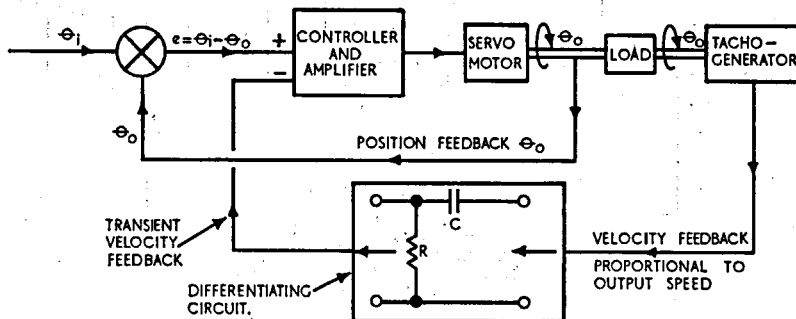 θi
e=θi-θo
+
−
CONTROLLER
AND
AMPLIFIER
SERVO
MOTOR
θo
LOAD
θo
TACHO-
GENERATOR
θo
POSITION FEEDBACK θo
TRANSIENT
VELOCITY
FEEDBACK
C
R
VELOCITY FEEDBACK
PROPORTIONAL TO
OUTPUT SPEED
DIFFERENTIATING
CIRCUIT.